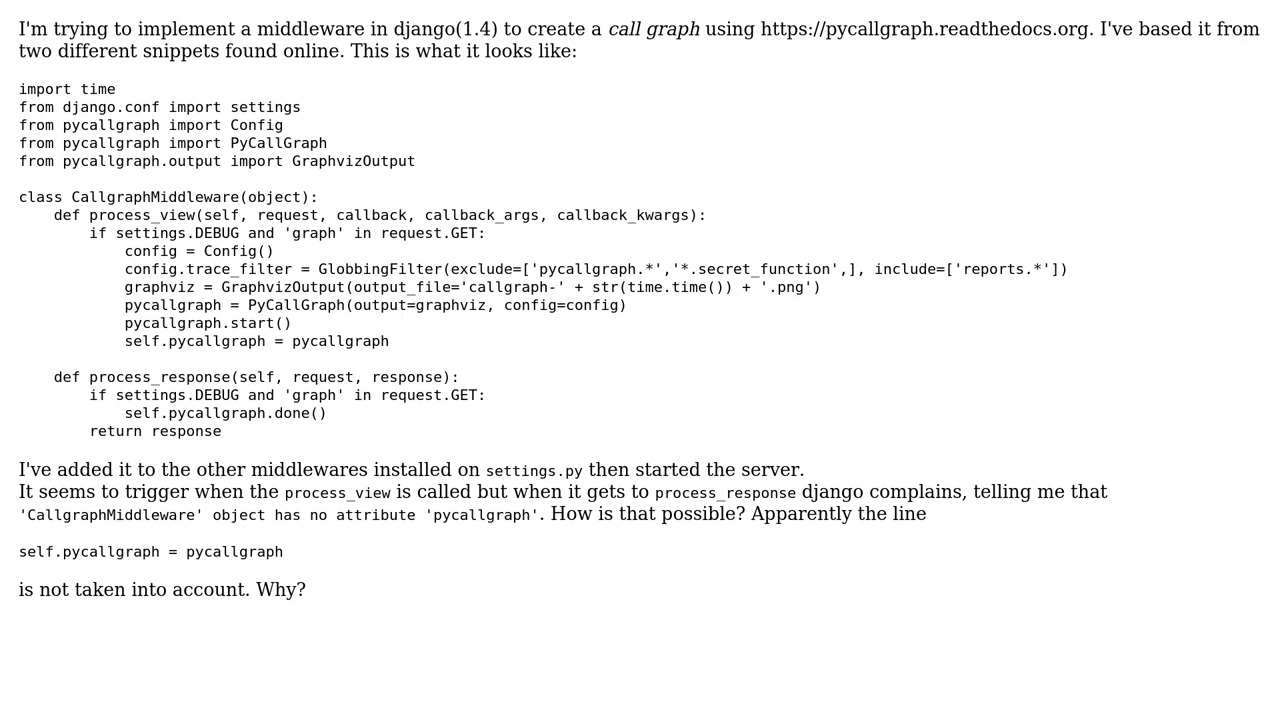 I'm trying to implement a middleware in django(1.4) to create a call graph using https://pycallgraph.readthedocs.org. I've based it from
two different snippets found online. This is what it looks like:
import time
from django.conf import settings
from pycallgraph import Config
from pycallgraph import PyCallGraph
from pycallgraph.output import GraphvizOutput
class CallgraphMiddleware(object):
    def process_view(self, request, callback, callback_args, callback_kwargs):
        if settings.DEBUG and 'graph' in request.GET:
            config = Config()
            config.trace_filter = GlobbingFilter(exclude=['pycallgraph.*','*.secret_function',], include=['reports.*'])
            graphviz = GraphvizOutput(output_file='callgraph-' + str(time.time()) + '.png')
            pycallgraph = PyCallGraph(output=graphviz, config=config)
            pycallgraph.start()
            self.pycallgraph = pycallgraph
    def process_response(self, request, response):
        if settings.DEBUG and 'graph' in request.GET:
            self.pycallgraph.done()
        return response
I've added it to the other middlewares installed on settings.py then started the server.
It seems to trigger when the process_view is called but when it gets to process_response django complains, telling me that
'CallgraphMiddleware' object has no attribute 'pycallgraph'. How is that possible? Apparently the line
self.pycallgraph = pycallgraph
is not taken into account. Why?